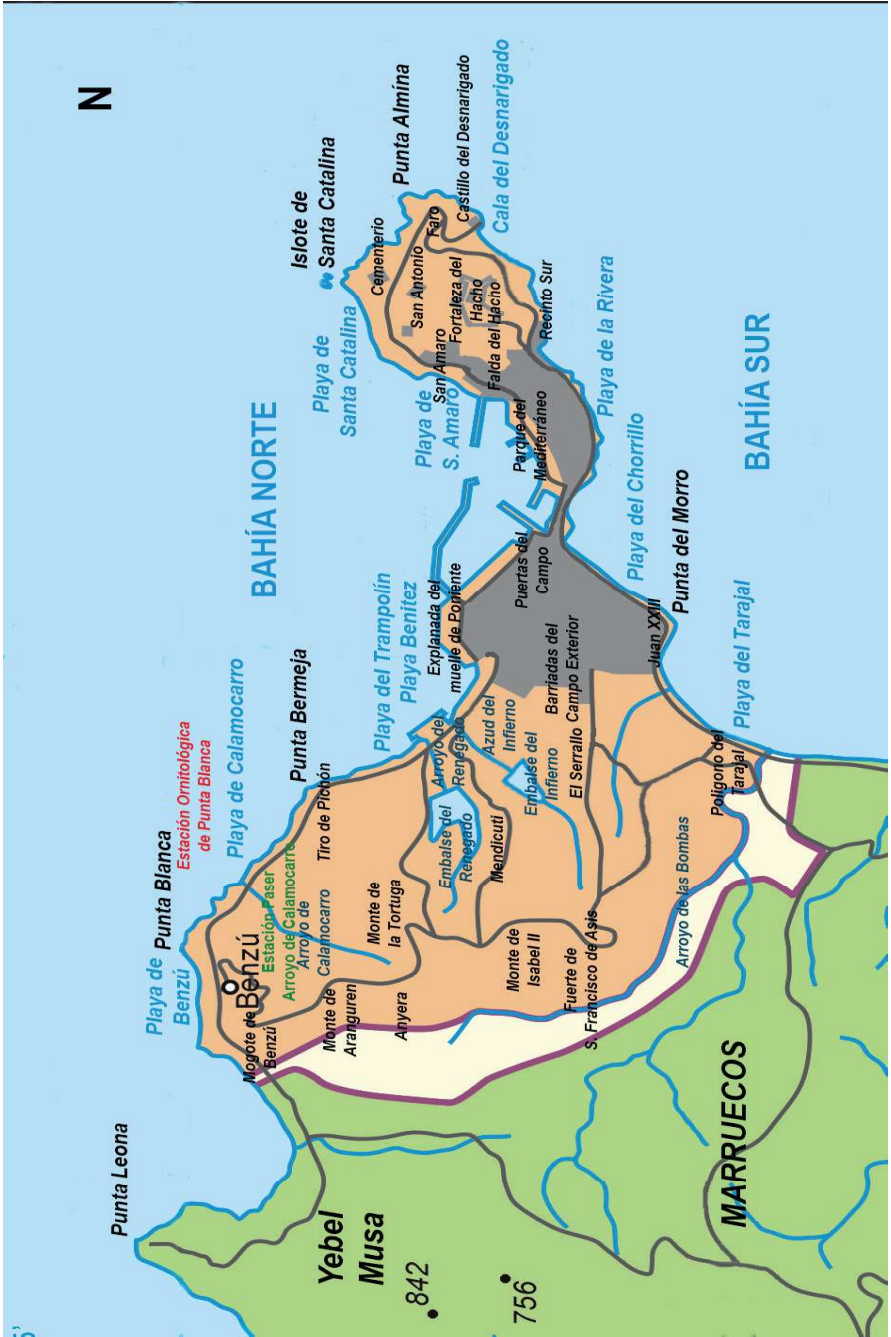 N
Islote de
Santa Catalina
Punta Almina
Cementerio
Faro
Castillo del Desnarigado
Cala del Desnarigado
San Antonio
Fortaleza del
Hacho
Playa de
Santa Catalina
San Amaro
Falda del Hacho
Recinto Sur
Playa de
S. Amaro
Parque del
Mediterráneo
Playa de la Rivera
BAHÍA NORTE
BAHÍA SUR
Puertas del
Campo
Playa del Chorrillo
Explanada del
muelle de Poniente
Playa del Trampolín
Playa Benítez
Barriadas del
Campo Exterior
Juan XXIII
Punta del Morro
Playa del Tarajal
Polígono del
Tarajal
Arroyo del
Renegado
Azud del
Infierno
Embalse del
Infierno
El Serrallo
Embalse del
Renegado
Mendicuti
Punta Bermeja
Tiro de Pichón
Playa de Calamocarro
Estación Ornitológica
de Punta Blanca
Punta Blanca
Estación Paser
Arroyo de Calamocarro
Arroyo de
Calamocarro
Monte de
la Tortuga
Monte de
Isabel II
Fuerte de
S. Francisco de Asis
Arroyo de las Bombas
Playa de
Benzú
Benzú
Mogote de
Benzú
Monte de
Aranguren
Anyera
Punta Leona
Yebel
Musa
842
756
MARRUECOS